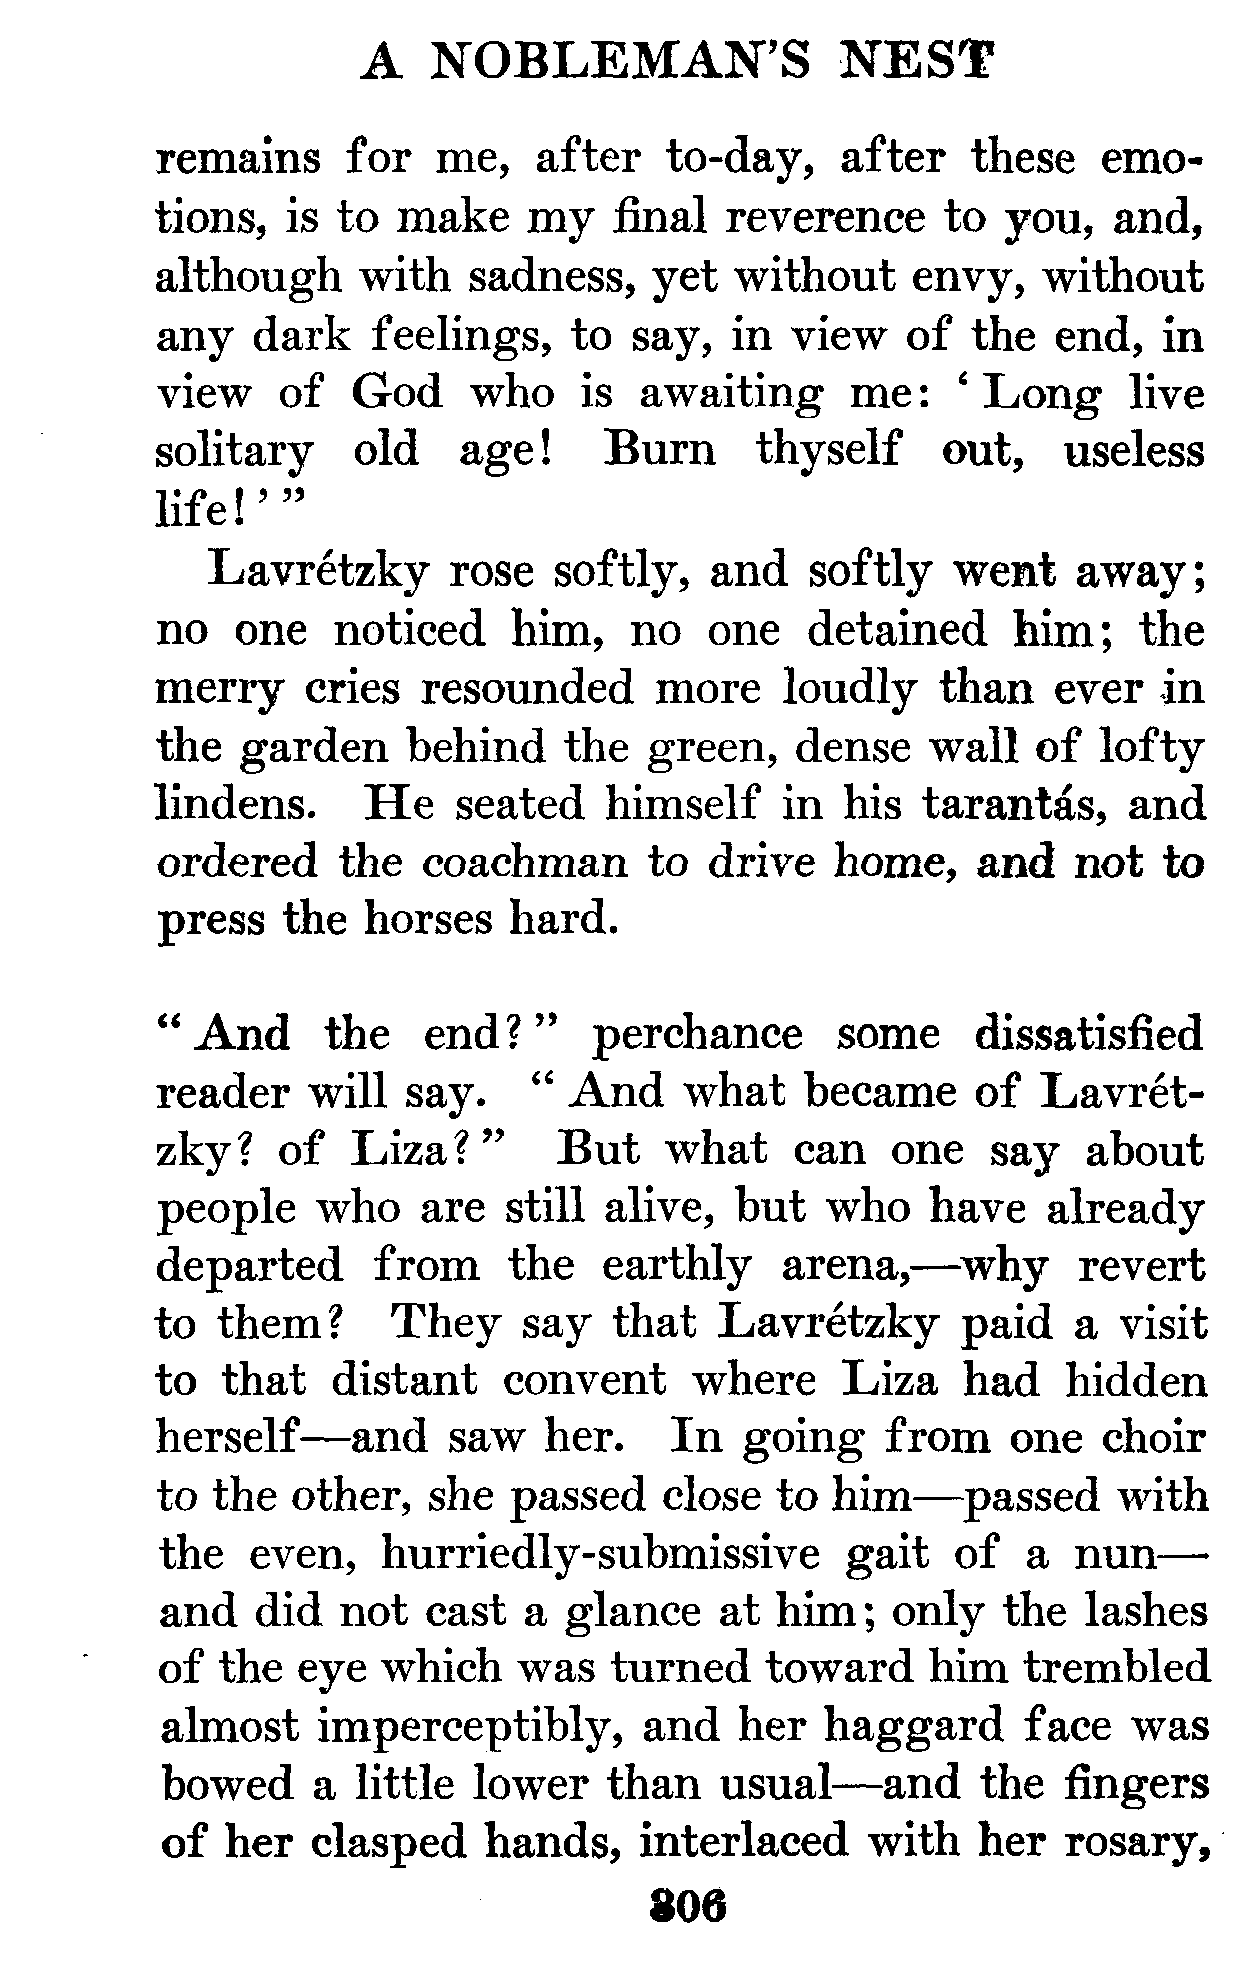 A NOBLEMAN'S NEST
remains for me, after to-day, after these emo-
tions, is to make my final reverence to you, and,
although with sadness, yet without envy, without
any dark feelings, to say, in view of the end, in
view of God who is awaiting me: ‘ Long live
solitary old age! Burn thyself out, useless
life! ’ ”
Lavrétzky rose softly, and softly went away;
no one noticed him, no one detained him; the
merry cries resounded more loudly than ever in
the garden behind the green, dense wall of lofty
lindens. He seated himself in his tarantás, and
ordered the coachman to drive home, and not to
press the horses hard.
“ And the end? ” perchance some dissatisfied
reader will say. “ And what became of Lavrét-
zky? of Liza? ” But what can one say about
people who are still alive, but who have already
departed from the earthly arena,—why revert
to them? They say that Lavrétzky paid a visit
to that distant convent where Liza had hidden
herself—and saw her. In going from one choir
to the other, she passed close to him—passed with
the even, hurriedly-submissive gait of a nun—
and did not cast a glance at him; only the lashes
of the eye which was turned toward him trembled
almost imperceptibly, and her haggard face was
bowed a little lower than usual—and the fingers
of her clasped hands, interlaced with her rosary,
306